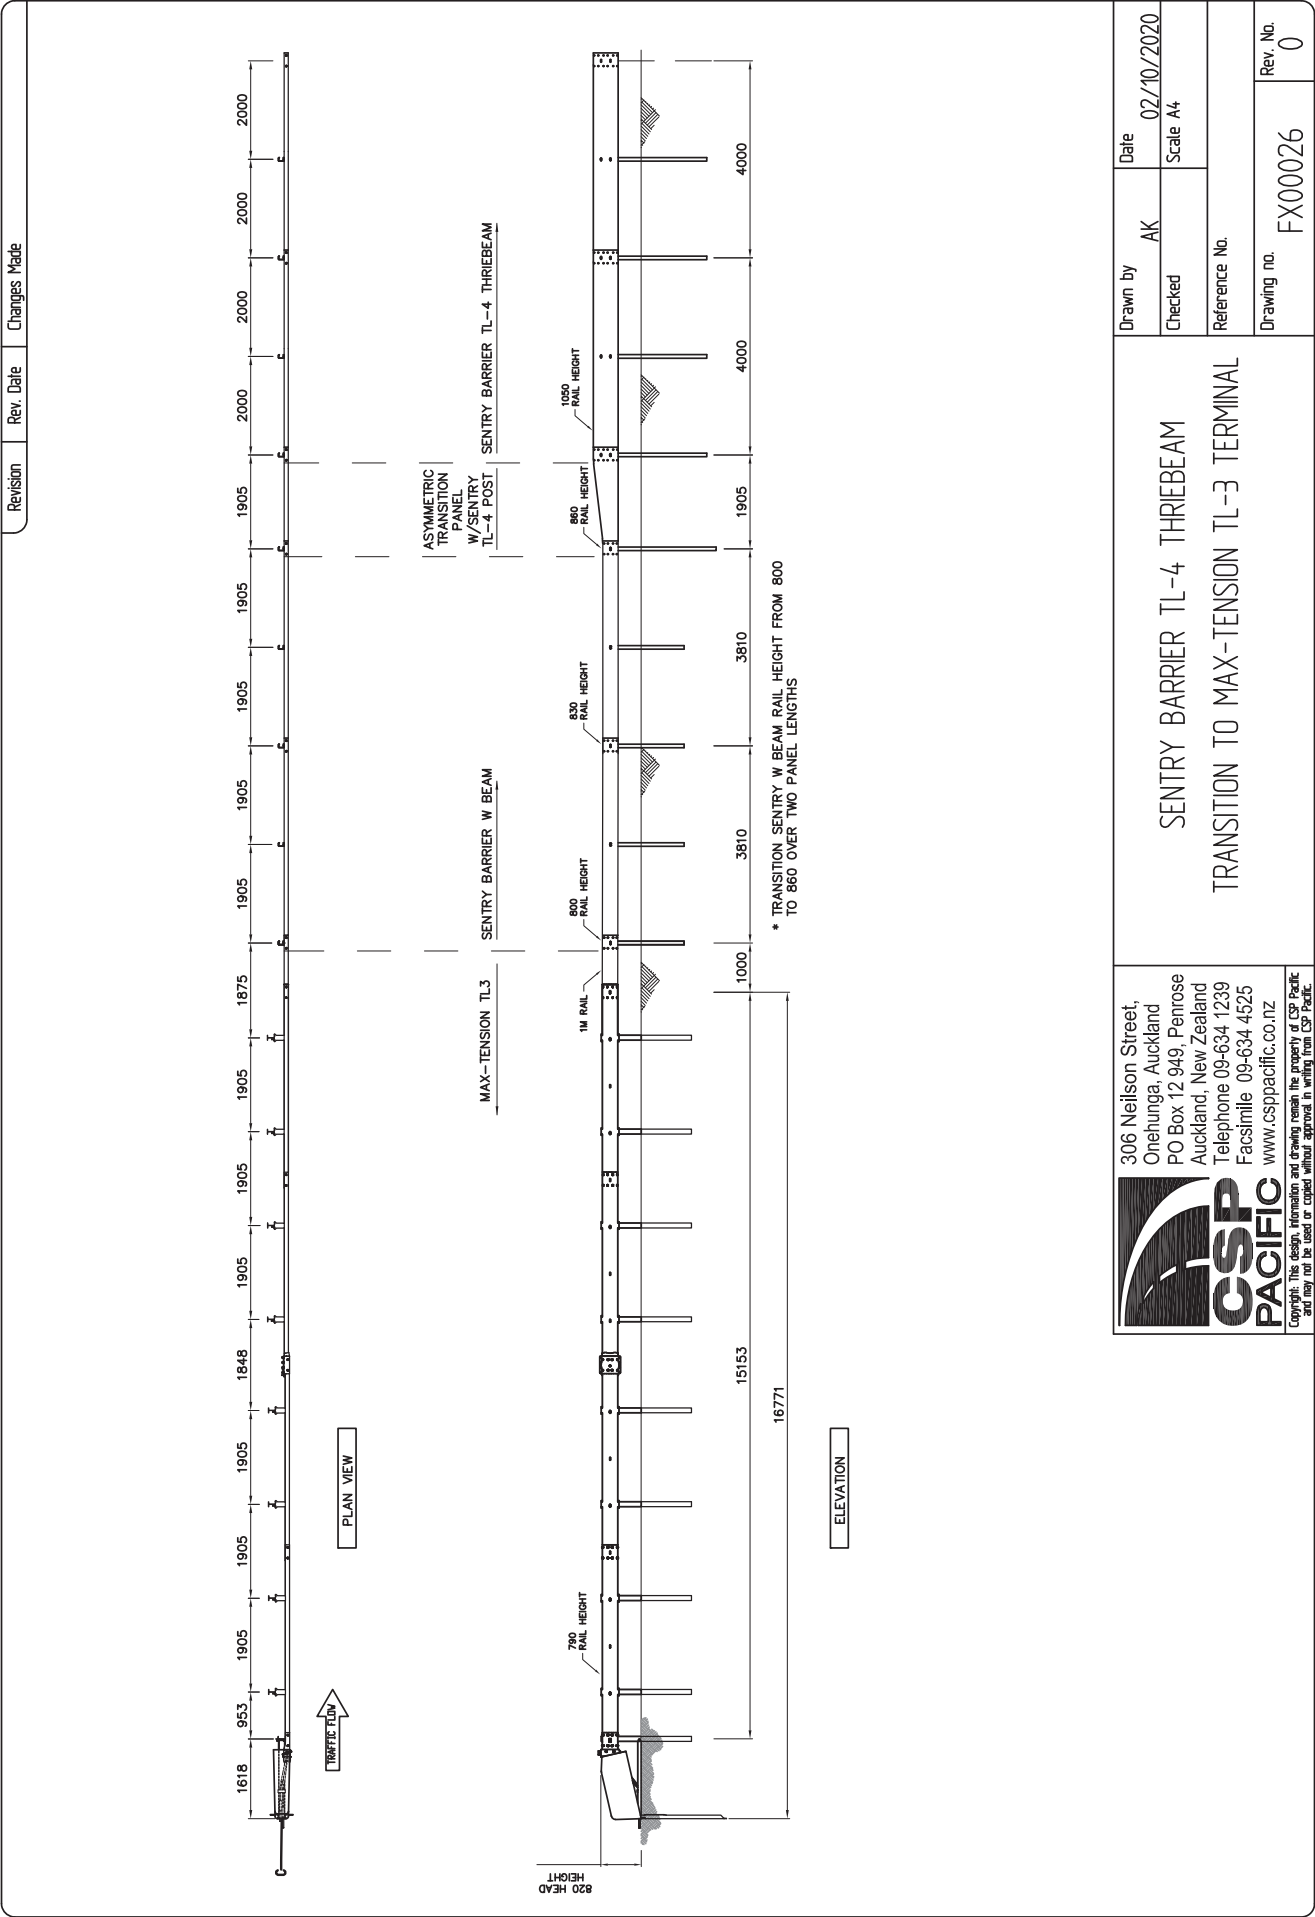 Revision
Rev. Date
Changes Made
1618
953
1905
1905
1905
1848
1905
1905
1905
1875
1905
1905
1905
1905
1905
2000
2000
2000
2000
TRAFFIC FLOW
PLAN VIEW
MAX-TENSION TL3
SENTRY BARRIER W BEAM
ASYMMETRIC
TRANSITION
PANEL
W/SENTRY
TL-4 POST
SENTRY BARRIER TL-4 THRIEBEAM
820 HEAD
HEIGHT
790
RAIL HEIGHT
1M RAIL
800
RAIL HEIGHT
830
RAIL HEIGHT
860
RAIL HEIGHT
1050
RAIL HEIGHT
15153
1000
3810
3810
1905
4000
4000
16771
* TRANSITION SENTRY W BEAM RAIL HEIGHT FROM 800
TO 860 OVER TWO PANEL LENGTHS
ELEVATION
CSP
PACIFIC
306 Neilson Street,
Onehunga, Auckland
PO Box 12 949, Penrose
Auckland, New Zealand
Telephone 09-634 1239
Facsimile 09-634 4525
www.csppacific.co.nz
Copyright: This design, information and drawing remain the property of CSP Pacific
and may not be used or copied without approval in writing from CSP Pacific.
SENTRY BARRIER TL-4 THRIEBEAM
TRANSITION TO MAX-TENSION TL-3 TERMINAL
Drawn by AK
Date 02/10/2020
Checked
Scale A4
Reference No.
Drawing no. FX00026
Rev. No. 0